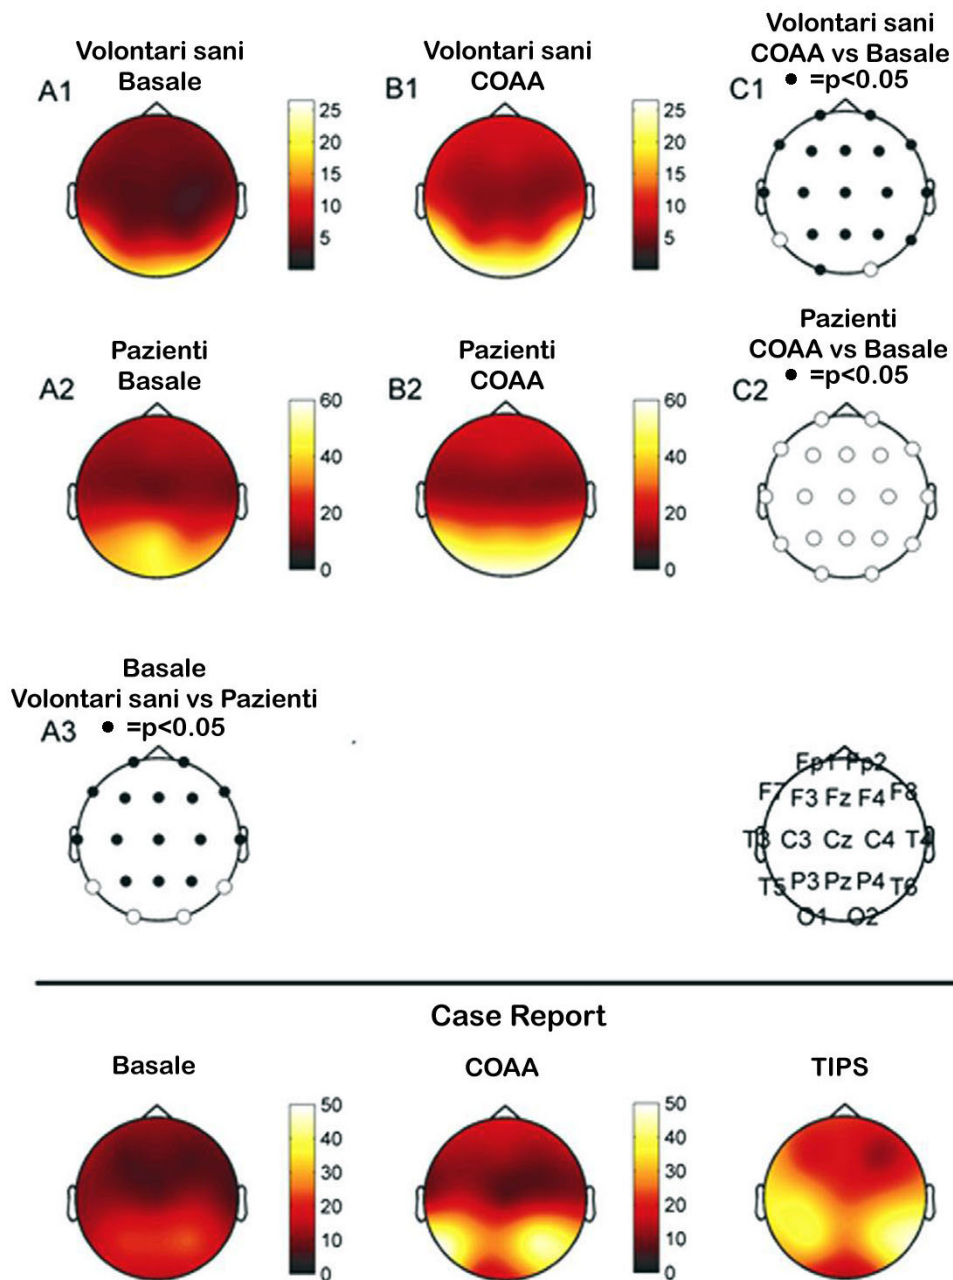 Volontari sani
Basale
A1
25
20
15
10
5
Volontari sani
COAA
B1
25
20
15
10
5
Volontari sani
COAA vs Basale
● =p<0.05
C1
Pazienti
Basale
A2
60
40
20
0
Pazienti
COAA
B2
60
40
20
0
Pazienti
COAA vs Basale
● =p<0.05
C2
Basale
Volontari sani vs Pazienti
● =p<0.05
A3
Fp1 Fp2
F7 F3 Fz F4 F8
T3 C3 Cz C4 T4
T5 P3 Pz P4 T6
O1 O2
Case Report
Basale
50
40
30
20
10
0
COAA
50
40
30
20
10
0
TIPS